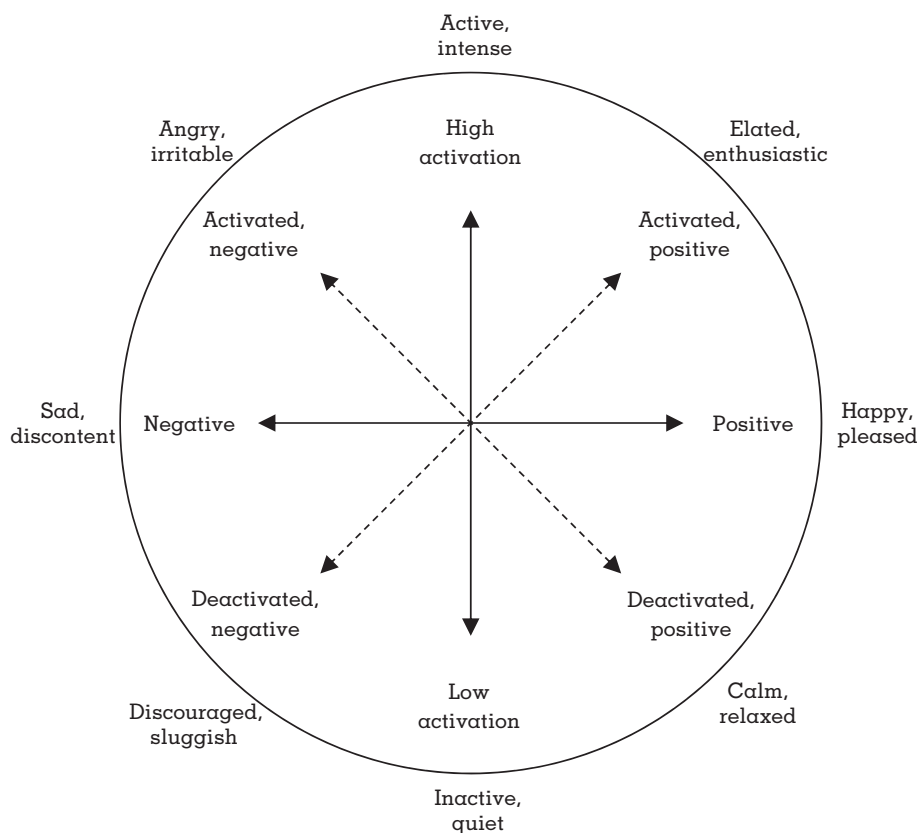 Active,
intense
Angry,
irritable
High
activation
Elated,
enthusiastic
Activated,
negative
Activated,
positive
Sad,
discontent
Negative
Positive
Happy,
pleased
Deactivated,
negative
Deactivated,
positive
Discouraged,
sluggish
Low
activation
Calm,
relaxed
Inactive,
quiet